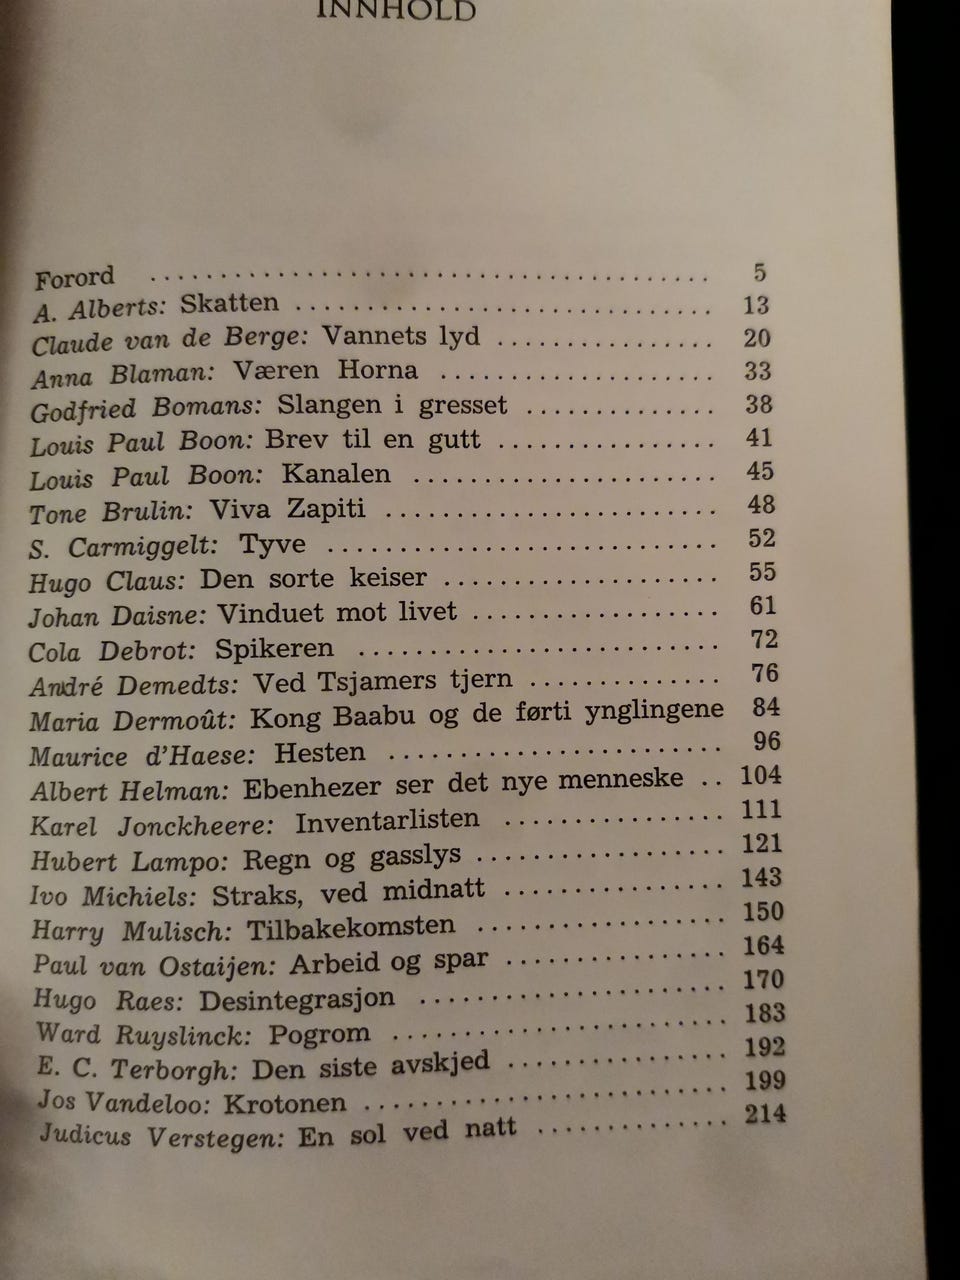 INNHOLD
Forord .................................... 5
A. Alberts: Skatten .............................. 13
Claude van de Berge: Vannets lyd ................ 20
Anna Blaman: Væren Horna .................... 33
Godfried Bomans: Slangen i gresset .............. 38
Louis Paul Boon: Brev til en gutt ................ 41
Louis Paul Boon: Kanalen ...................... 45
Tone Brulin: Viva Zapiti ........................ 48
S. Carmiggelt: Tyve ............................ 52
Hugo Claus: Den sorte keiser .................... 55
Johan Daisne: Vinduet mot livet .................. 61
Cola Debrot: Spikeren .......................... 72
André Demedts: Ved Tsjamers tjern .............. 76
Maria Dermoût: Kong Baabu og de førti ynglingene 84
Maurice d'Haese: Hesten ........................ 96
Albert Helman: Ebenhezer ser det nye menneske .. 104
Karel Jonckheere: Inventarlisten ................ 111
Hubert Lampo: Regn og gasslys .................. 121
Ivo Michiels: Straks, ved midnatt ................ 143
Harry Mulisch: Tilbakekomsten .................. 150
Paul van Ostaijen: Arbeid og spar ................ 164
Hugo Raes: Desintegrasjon ...................... 170
Ward Ruyslinck: Pogrom ........................ 183
E. C. Terborgh: Den siste avskjed ................ 192
Jos Vandeloo: Krotonen .......................... 199
Judicus Verstegen: En sol ved natt .............. 214